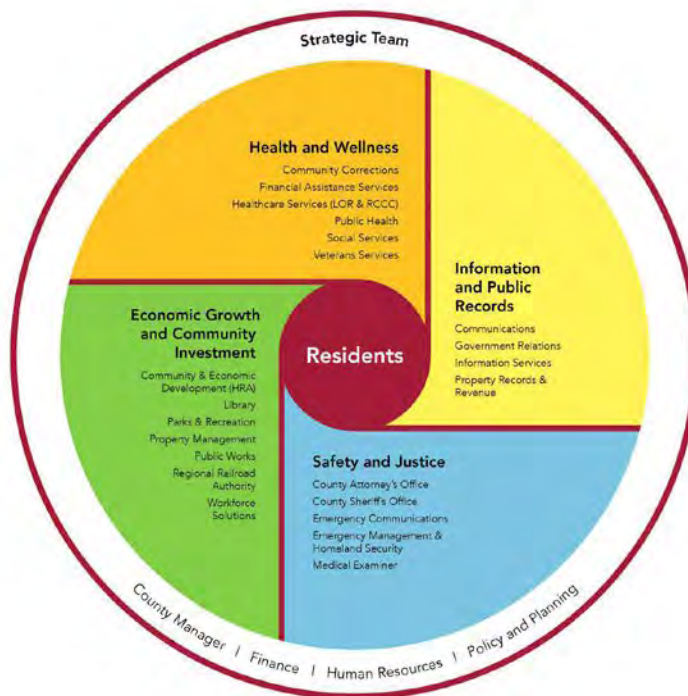 Strategic Team
Health and Wellness
Community Corrections
Financial Assistance Services
Healthcare Services (LOR & RCCC)
Public Health
Social Services
Veterans Services
Information
and Public
Records
Communications
Government Relations
Information Services
Property Records &
Revenue
Economic Growth
and Community
Investment
Community & Economic
Development (HRA)
Library
Parks & Recreation
Property Management
Public Works
Regional Railroad
Authority
Workforce
Solutions
Residents
Safety and Justice
County Attorney's Office
County Sheriff's Office
Emergency Communications
Emergency Management &
Homeland Security
Medical Examiner
County Manager | Finance | Human Resources | Policy and Planning